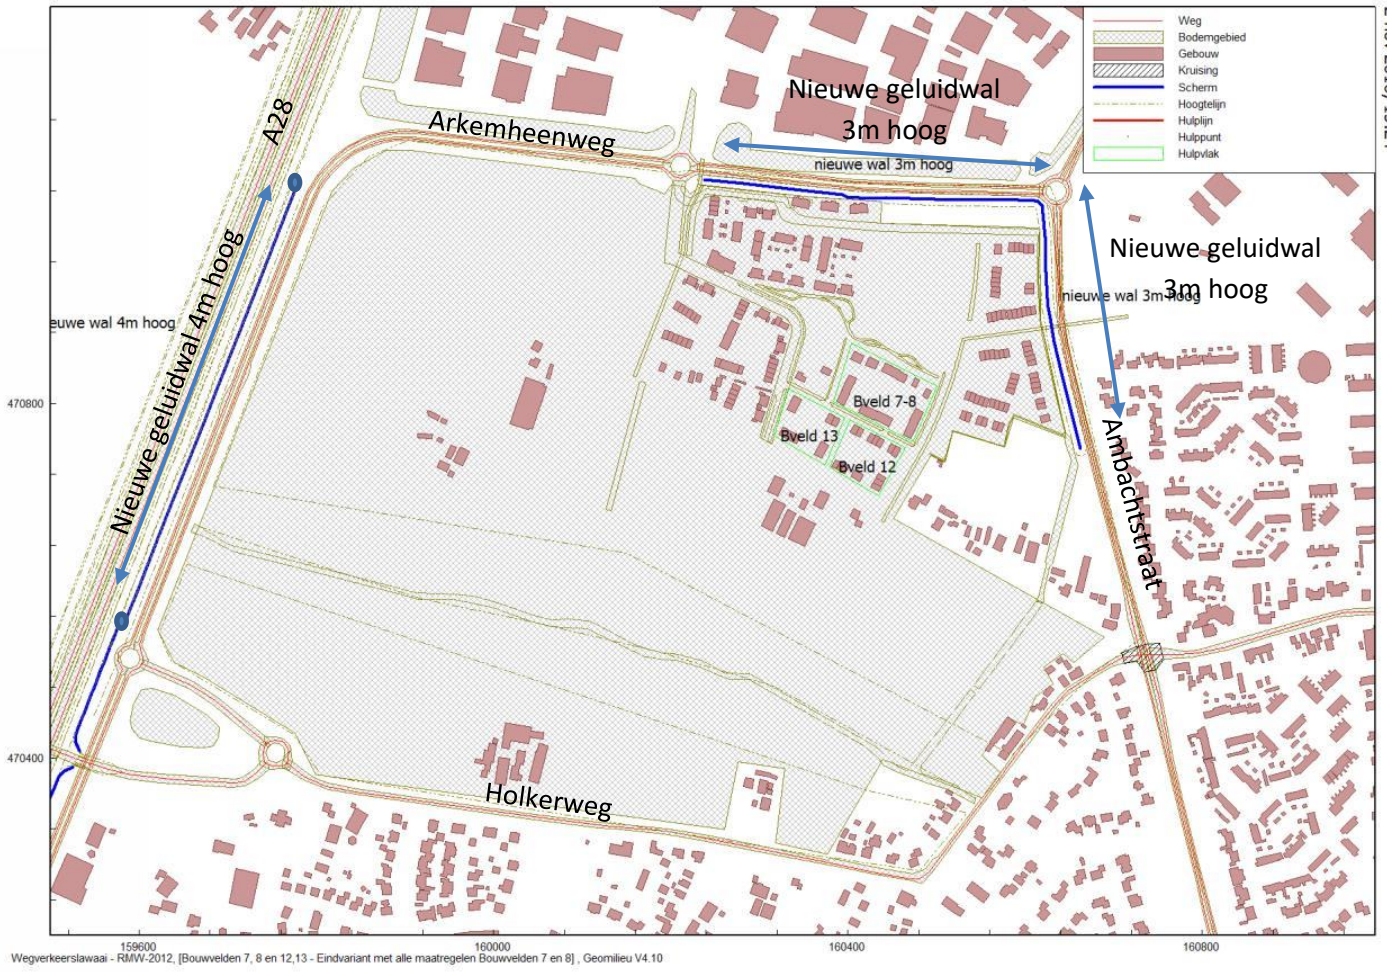 Weg
Bodemgebied
Gebouw
Kruising
Scherm
Hoogtelijn
Hulplijn
Hulppunt
Hulpvlak
Nieuwe geluidwal
3m hoog
nieuwe wal 3m hoog
Arkemheenweg
A28
Nieuwe geluidwal 4m hoog
euwe wal 4m hoog
Nieuwe geluidwal
3m hoog
nieuwe wal 3m hoog
Bveld 7-8
Bveld 13
Bveld 12
Ambachtstraat
Holkerweg
470800
470400
159600
160000
160400
160800
Wegverkeerslawaai - RMW-2012, [Bouwvelden 7, 8 en 12,13 - Eindvariant met alle maatregelen Bouwvelden 7 en 8] , Geomilieu V4.10